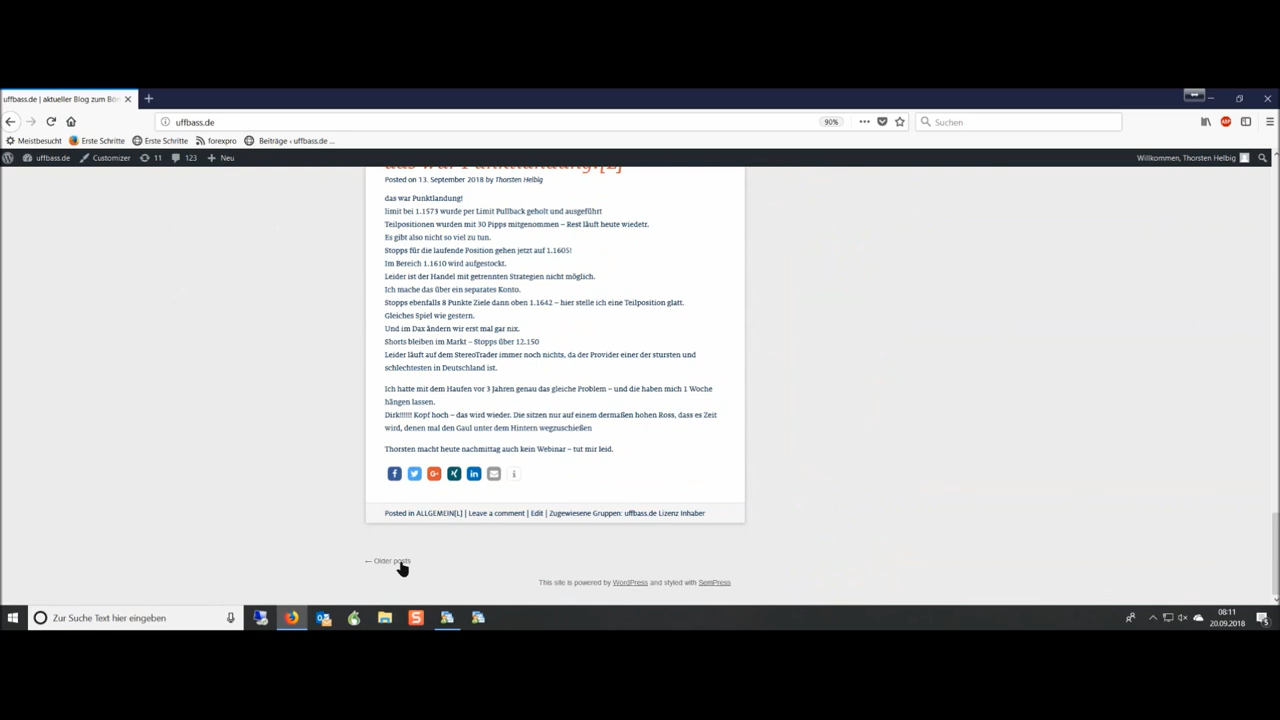 uffbass.de | aktueller Blog zum Bör
uffbass.de
90%
Suchen
Meistbesucht
Erste Schritte
Erste Schritte
forexpro
Beiträge ‹ uffbass.de ...
uffbass.de
Customizer
11
123
Neu
Willkommen, Thorsten Helbig
das war Punktlandung![L]
Posted on 13. September 2018 by Thorsten Helbig
das war Punktlandung!
limit bei 1.1573 wurde per Limit Pullback geholt und ausgeführt
Teilpositionen wurden mit 30 Pipps mitgenommen – Rest läuft heute wiedetr.
Es gibt also nicht so viel zu tun.
Stopps für die laufende Position gehen jetzt auf 1.1605!
Im Bereich 1.1610 wird aufgestockt.
Leider ist der Handel mit getrennten Strategien nicht möglich.
Ich mache das über ein separates Konto.
Stopps ebenfalls 8 Punkte Ziele dann oben 1.1642 – hier stelle ich eine Teilposition glatt.
Gleiches Spiel wie gestern.
Und im Dax ändern wir erst mal gar nix.
Shorts bleiben im Markt – Stopps über 12.150
Leider läuft auf dem StereoTrader immer noch nichts, da der Provider einer der stursten und
schlechtesten in Deutschland ist.
Ich hatte mit dem Haufen vor 3 Jahren genau das gleiche Problem – und die haben mich 1 Woche
hängen lassen.
Dirk!!!!!! Kopf hoch – das wird wieder. Die sitzen nur auf einem dermaßen hohen Ross, dass es Zeit
wird, denen mal den Gaul unter dem Hintern wegzuschießen
Thorsten macht heute nachmittag auch kein Webinar – tut mir leid.
Posted in ALLGEMEIN[L] | Leave a comment | Edit | Zugewiesene Gruppen: uffbass.de Lizenz Inhaber
← Older posts
This site is powered by WordPress and styled with SemPress
Zur Suche Text hier eingeben
08:11
20.09.2018